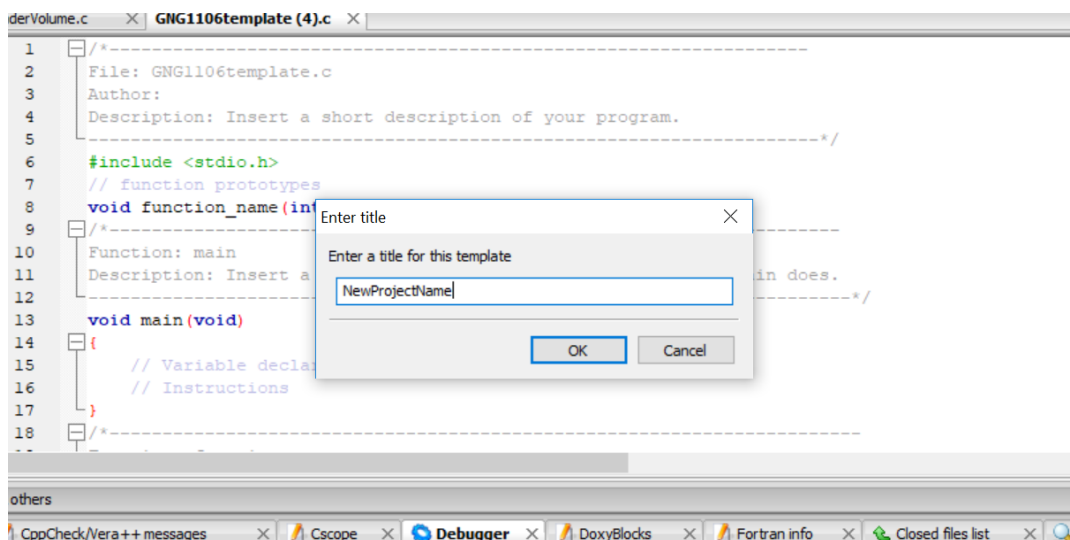 derVolume.c
GNG1106template (4).c
1 /*------------------------------------------------------------------
2 File: GNG1106template.c
3 Author:
4 Description: Insert a short description of your program.
5 ---------------------------------------------------------------------*/
6 #include <stdio.h>
7 // function prototypes
8 void function_name(int
9 /*---------------------------------------------------------------------
10 Function: main
11 Description: Insert a in does.
12 ------------------------------------------------------------------------*/
13 void main(void)
14 {
15 // Variable decla
16 // Instructions
17 }
18 /*-----------------------------------------------------------------------
Enter title
Enter a title for this template
NewProjectName
OK Cancel
others
CppCheck/Vera++ messages Cscope Debugger DoxyBlocks Fortran info Closed files list